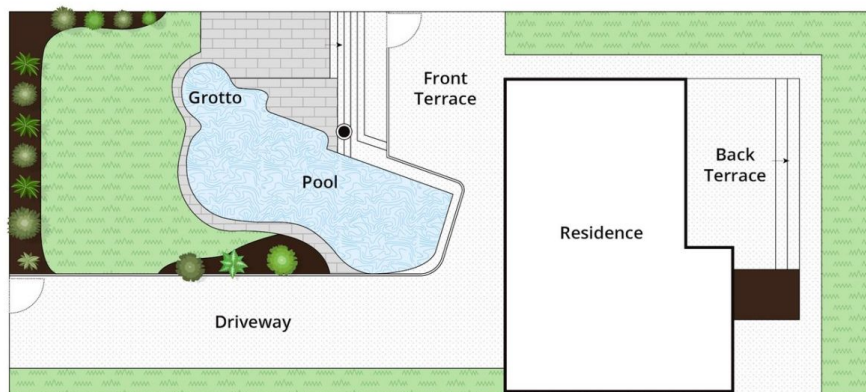 Grotto
Front
Terrace
Pool
Back
Terrace
Residence
Driveway